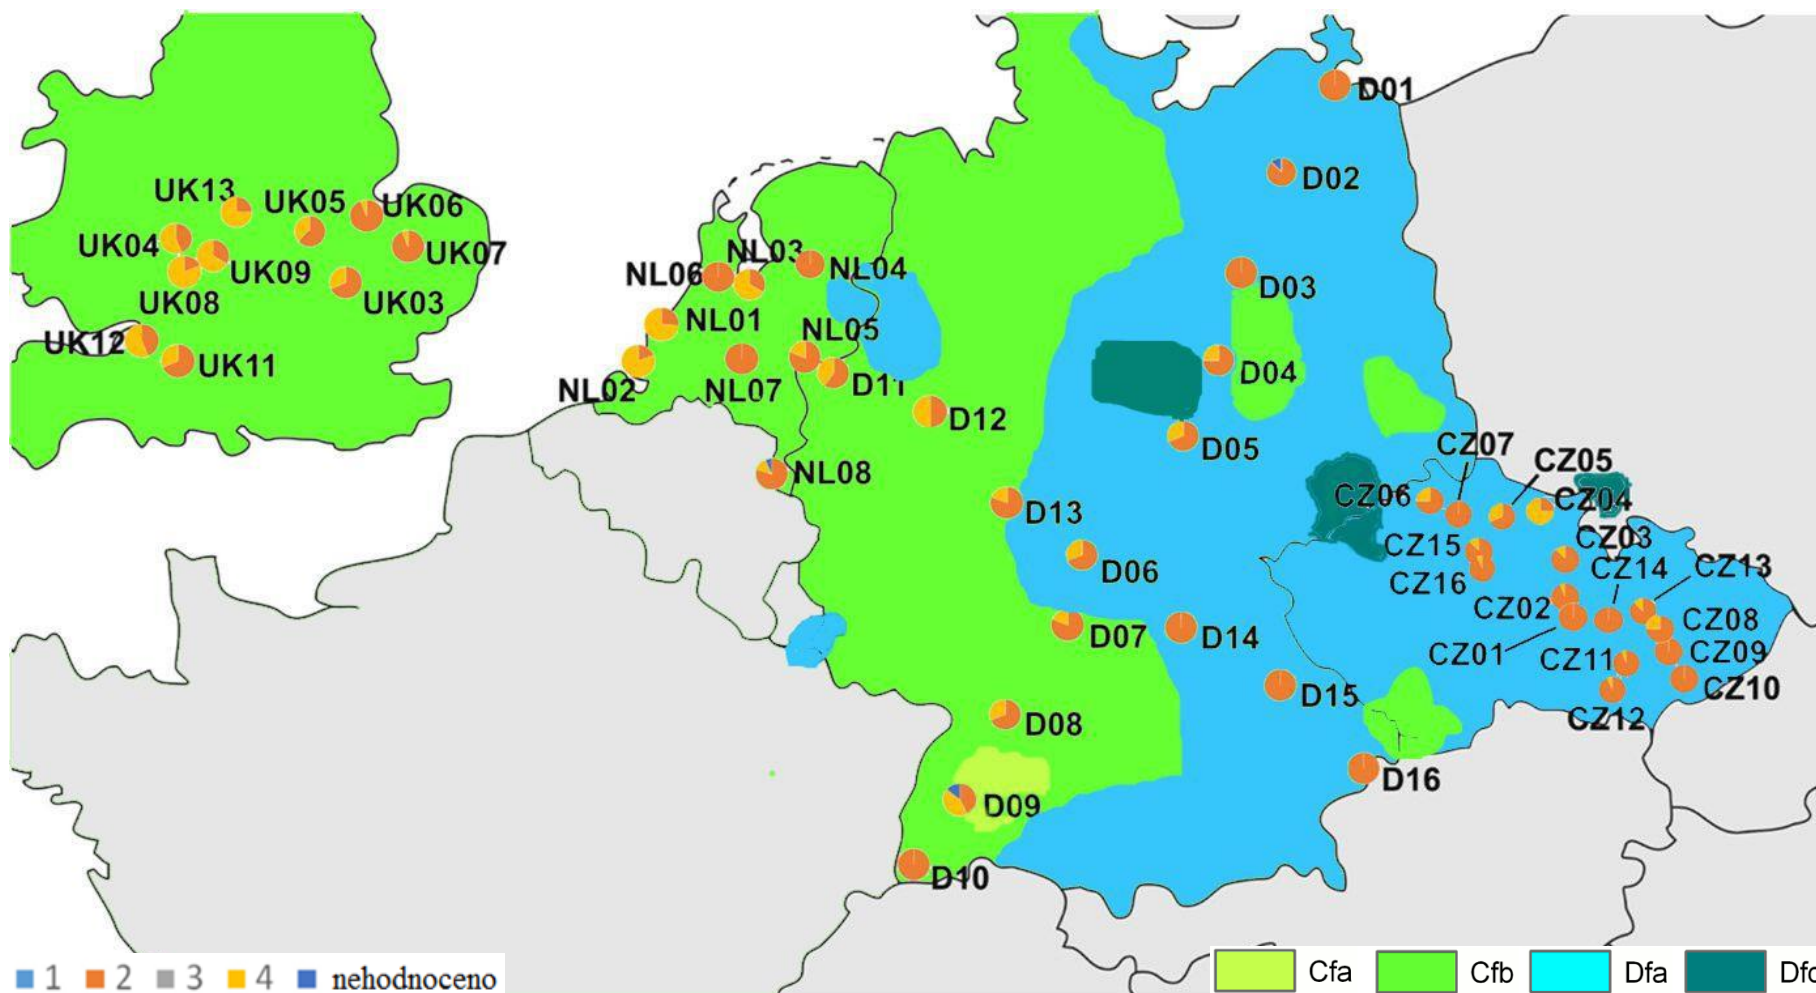 D01
D02
UK13
UK05
UK06
UK04
UK09
UK07
UK08
UK03
UK12
UK11
NL03
NL04
NL06
NL01
NL05
NL02
NL07
D11
D12
NL08
D03
D04
D05
D13
D06
D07
D14
D15
D08
D09
D10
D16
CZ07
CZ05
CZ06
CZ04
CZ03
CZ15
CZ14
CZ13
CZ16
CZ02
CZ08
CZ01
CZ11
CZ09
CZ10
CZ12
1 2 3 4 nehodnoceno
Cfa Cfb Dfa